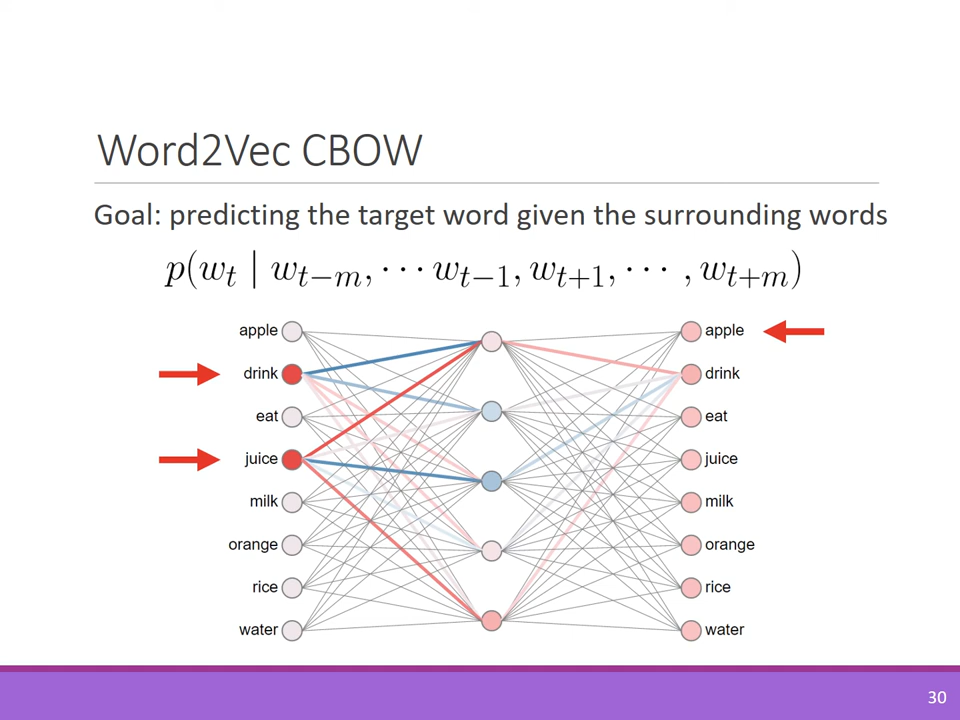 Word2Vec CBOW
Goal: predicting the target word given the surrounding words
p(w_t | w_{t−m}, ··· w_{t−1}, w_{t+1}, ··· , w_{t+m})
apple apple
drink drink
eat eat
juice juice
milk milk
orange orange
rice rice
water water
30